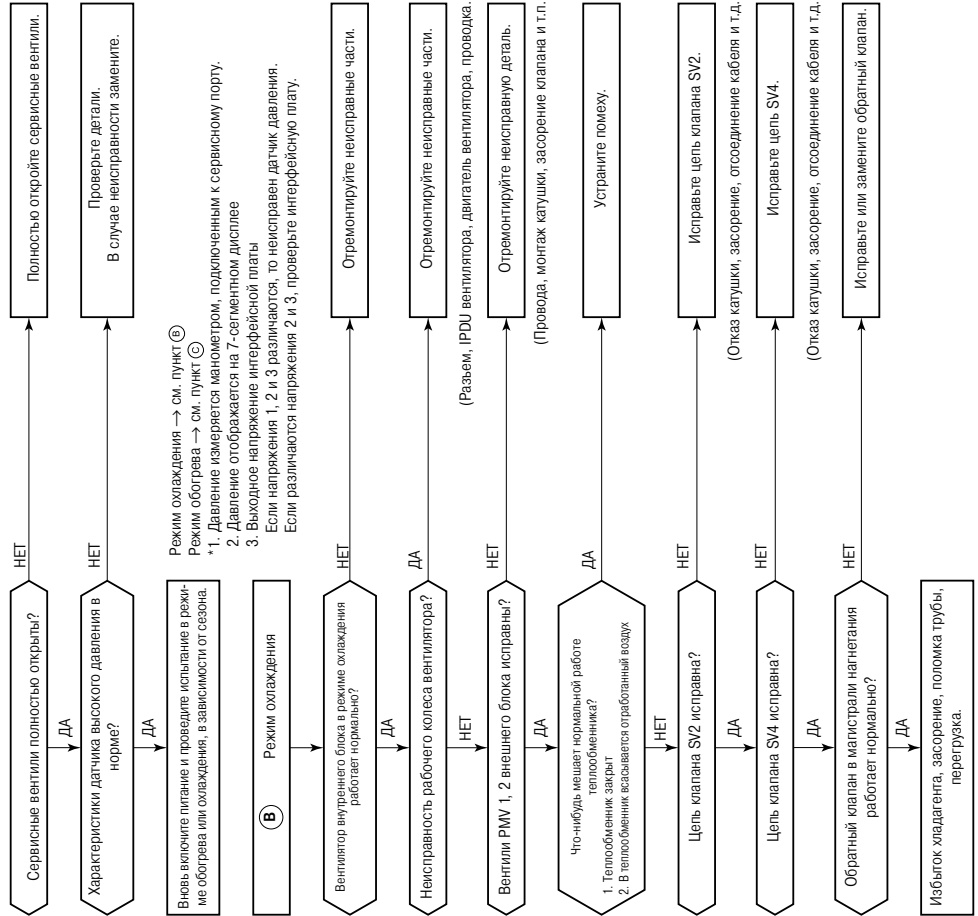 Сервисные вентили полностью открыты?
НЕТ
Полностью откройте сервисные вентили.
ДА
Характеристики датчика высокого давления в
норме?
НЕТ
Проверьте детали.
В случае неисправности замените.
ДА
Вновь включите питание и проведите испытание в режи-
ме обогрева или охлаждения, в зависимости от сезона.
Режим охлаждения → см. пункт Ⓑ
Режим обогрева → см. пункт Ⓒ
*1. Давление измеряется манометром, подключенным к сервисному порту.
2. Давление отображается на 7-сегментном дисплее
3. Выходное напряжение интерфейсной платы
Если напряжения 1, 2 и 3 различаются, то неисправен датчик давления.
Если различаются напряжения 2 и 3, проверьте интерфейсную плату.
Ⓑ Режим охлаждения
Вентилятор внутреннего блока в режиме охлаждения
работает нормально?
НЕТ
Отремонтируйте неисправные части.
ДА
Неисправность рабочего колеса вентилятора?
ДА
Отремонтируйте неисправные части.
(Разъем, IPDU вентилятора, двигатель вентилятора, проводка.
НЕТ
Вентили PMV 1, 2 внешнего блока исправны?
НЕТ
Отремонтируйте неисправную деталь.
(Провода, монтаж катушки, засорение клапана и т.п.
ДА
Что-нибудь мешает нормальной работе
теплообменника?
1. Теплообменник закрыт
2. В теплообменник всасывается отработанный воздух
ДА
Устраните помеху.
НЕТ
Цепь клапана SV2 исправна?
НЕТ
Исправьте цепь клапана SV2.
(Отказ катушки, засорение, отсоединение кабеля и т.д.
ДА
Цепь клапана SV4 исправна?
НЕТ
Исправьте цепь SV4.
(Отказ катушки, засорение, отсоединение кабеля и т.д.
ДА
Обратный клапан в магистрали нагнетания
работает нормально?
НЕТ
Исправьте или замените обратный клапан.
ДА
Избыток хладагента, засорение, поломка трубы,
перегрузка.